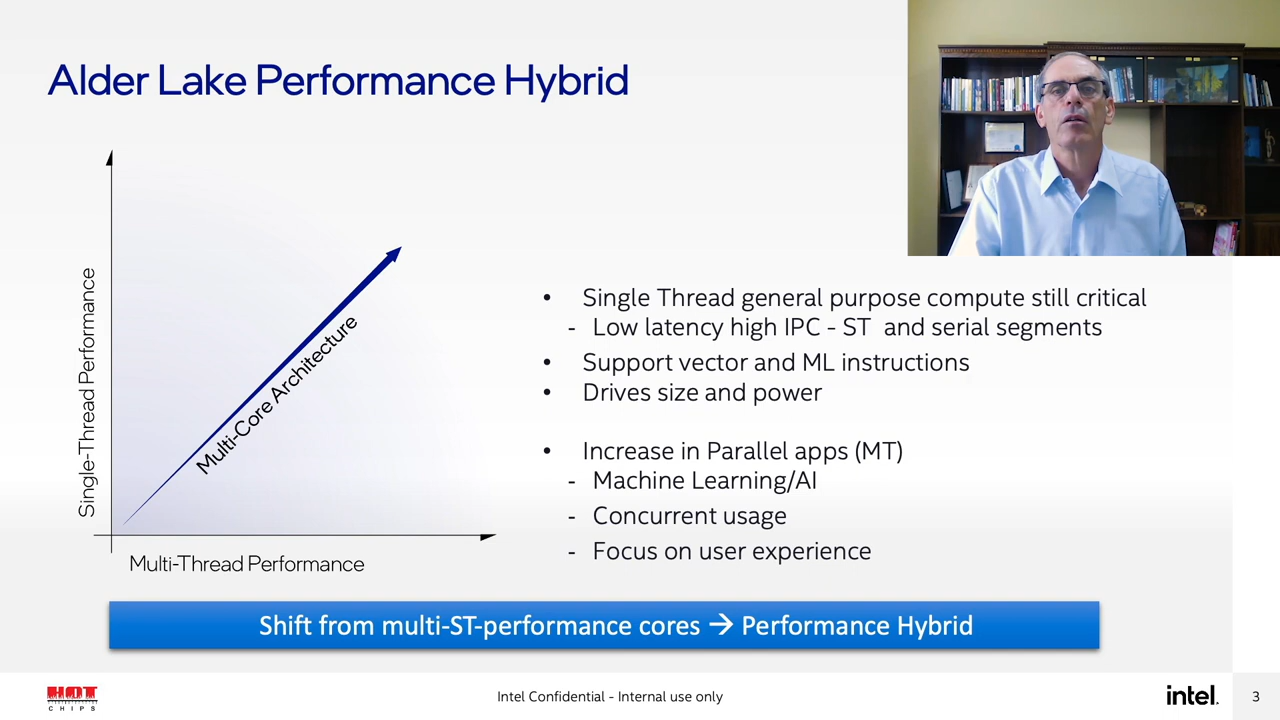 Alder Lake Performance Hybrid
Single-Thread Performance
Multi-Core Architecture
Multi-Thread Performance
• Single Thread general purpose compute still critical
- Low latency high IPC - ST and serial segments
• Support vector and ML instructions
• Drives size and power
• Increase in Parallel apps (MT)
- Machine Learning/AI
- Concurrent usage
- Focus on user experience
Shift from multi-ST-performance cores → Performance Hybrid
HOT
CHIPS
Intel Confidential - Internal use only
intel.
3